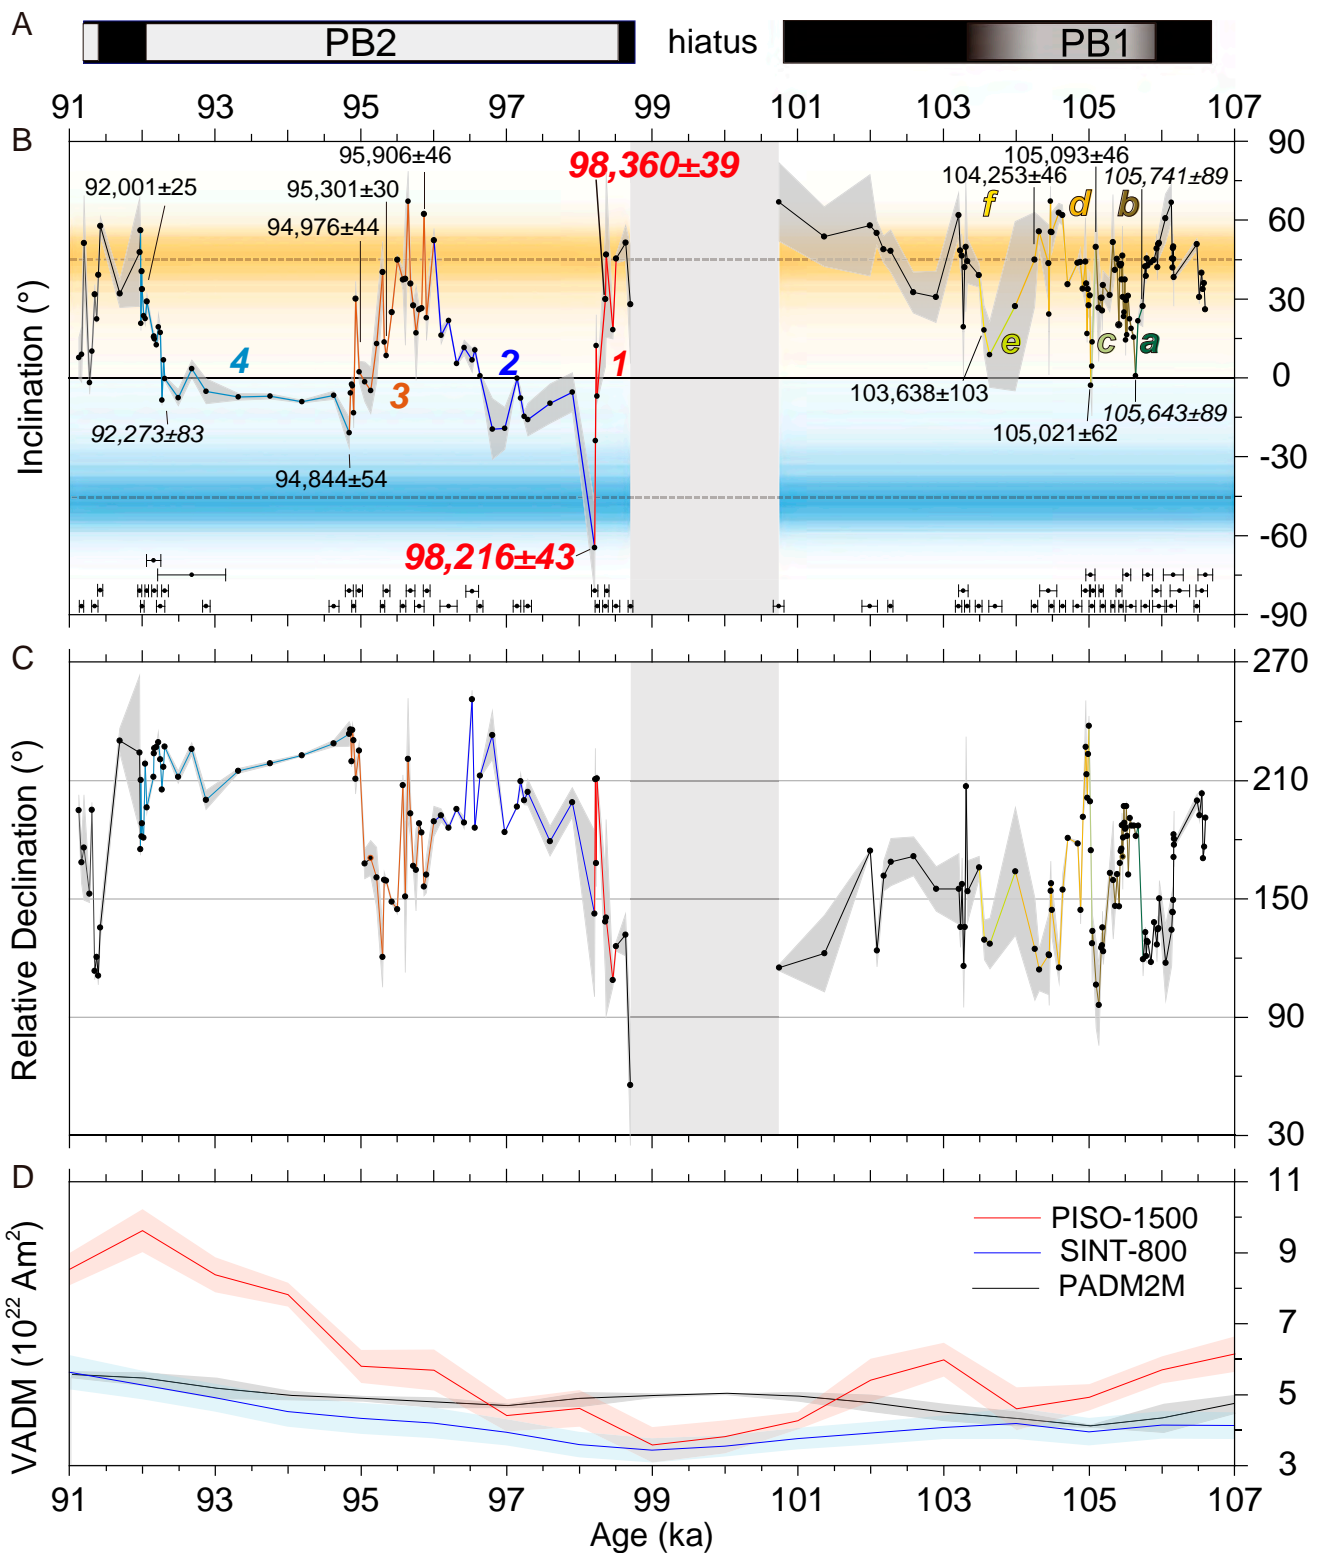 A
PB2
hiatus
PB1
91 93 95 97 99 101 103 105 107
B
90
60
30
0
-30
-60
-90
Inclination (°)
92,001±25
95,906±46
95,301±30
94,976±44
98,360±39
105,093±46
104,253±46
105,741±89
f
d
b
e
c
a
4
3
2
1
103,638±103
105,643±89
105,021±62
92,273±83
94,844±54
98,216±43
C
270
210
150
90
30
Relative Declination (°)
D
11
9
7
5
3
VADM (10²² Am²)
PISO-1500
SINT-800
PADM2M
91 93 95 97 99 101 103 105 107
Age (ka)